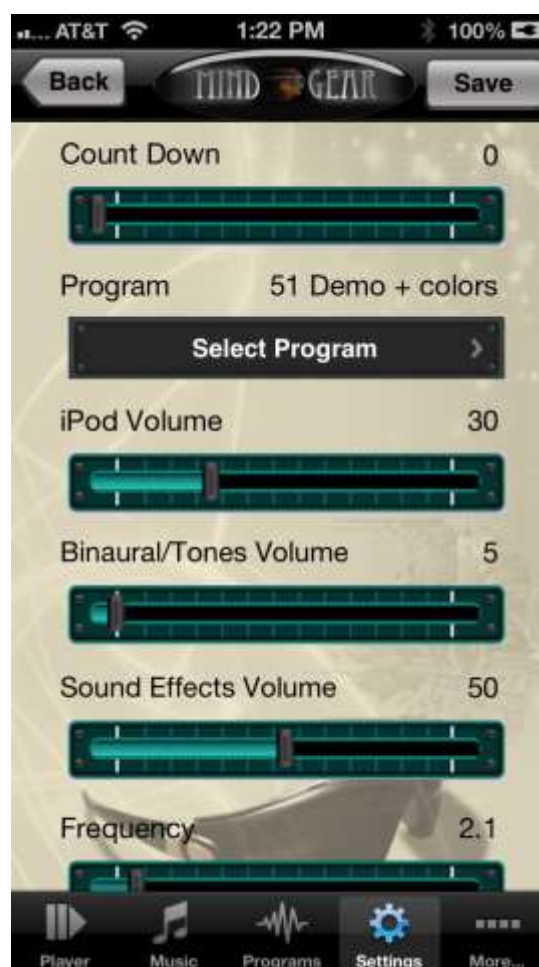 AT&T 1:22 PM 100%
Back MIND GEAR Save
Count Down 0
Program 51 Demo + colors
Select Program
iPod Volume 30
Binaural/Tones Volume 5
Sound Effects Volume 50
Frequency 2.1
Player Music Programs Settings More...